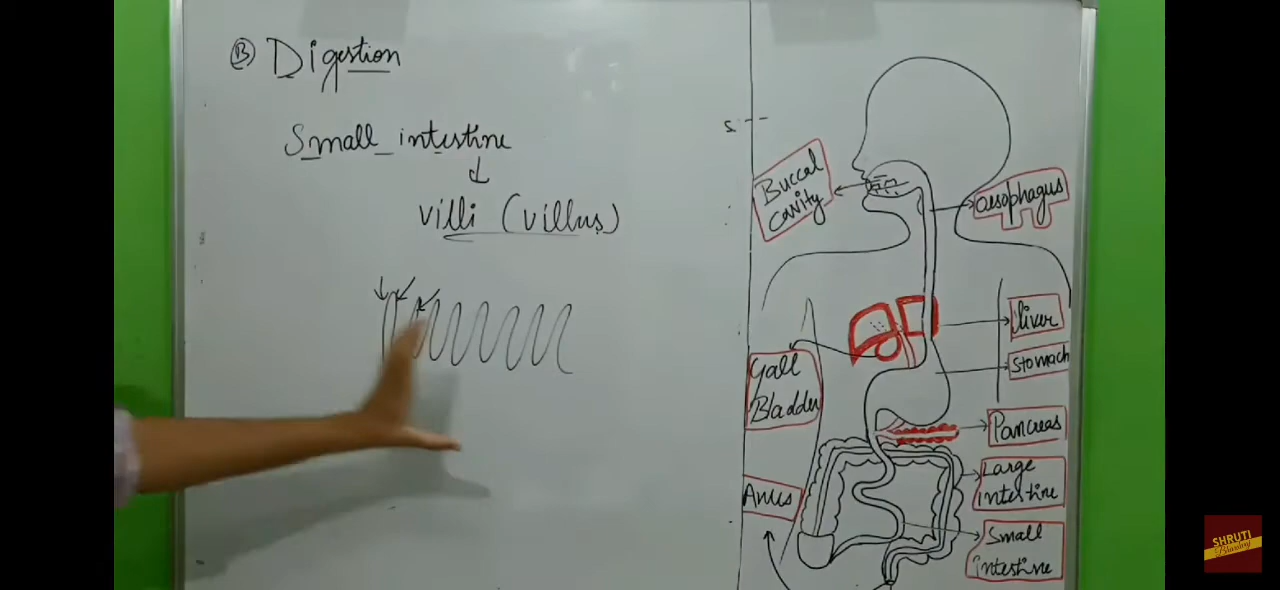 B Digestion
Small intestine
villi (villus)
Buccal
cavity
oesophagus
liver
Stomach
Gall
Bladder
Pancreas
Large
intestine
Anus
Small
intestine
SHRUTI